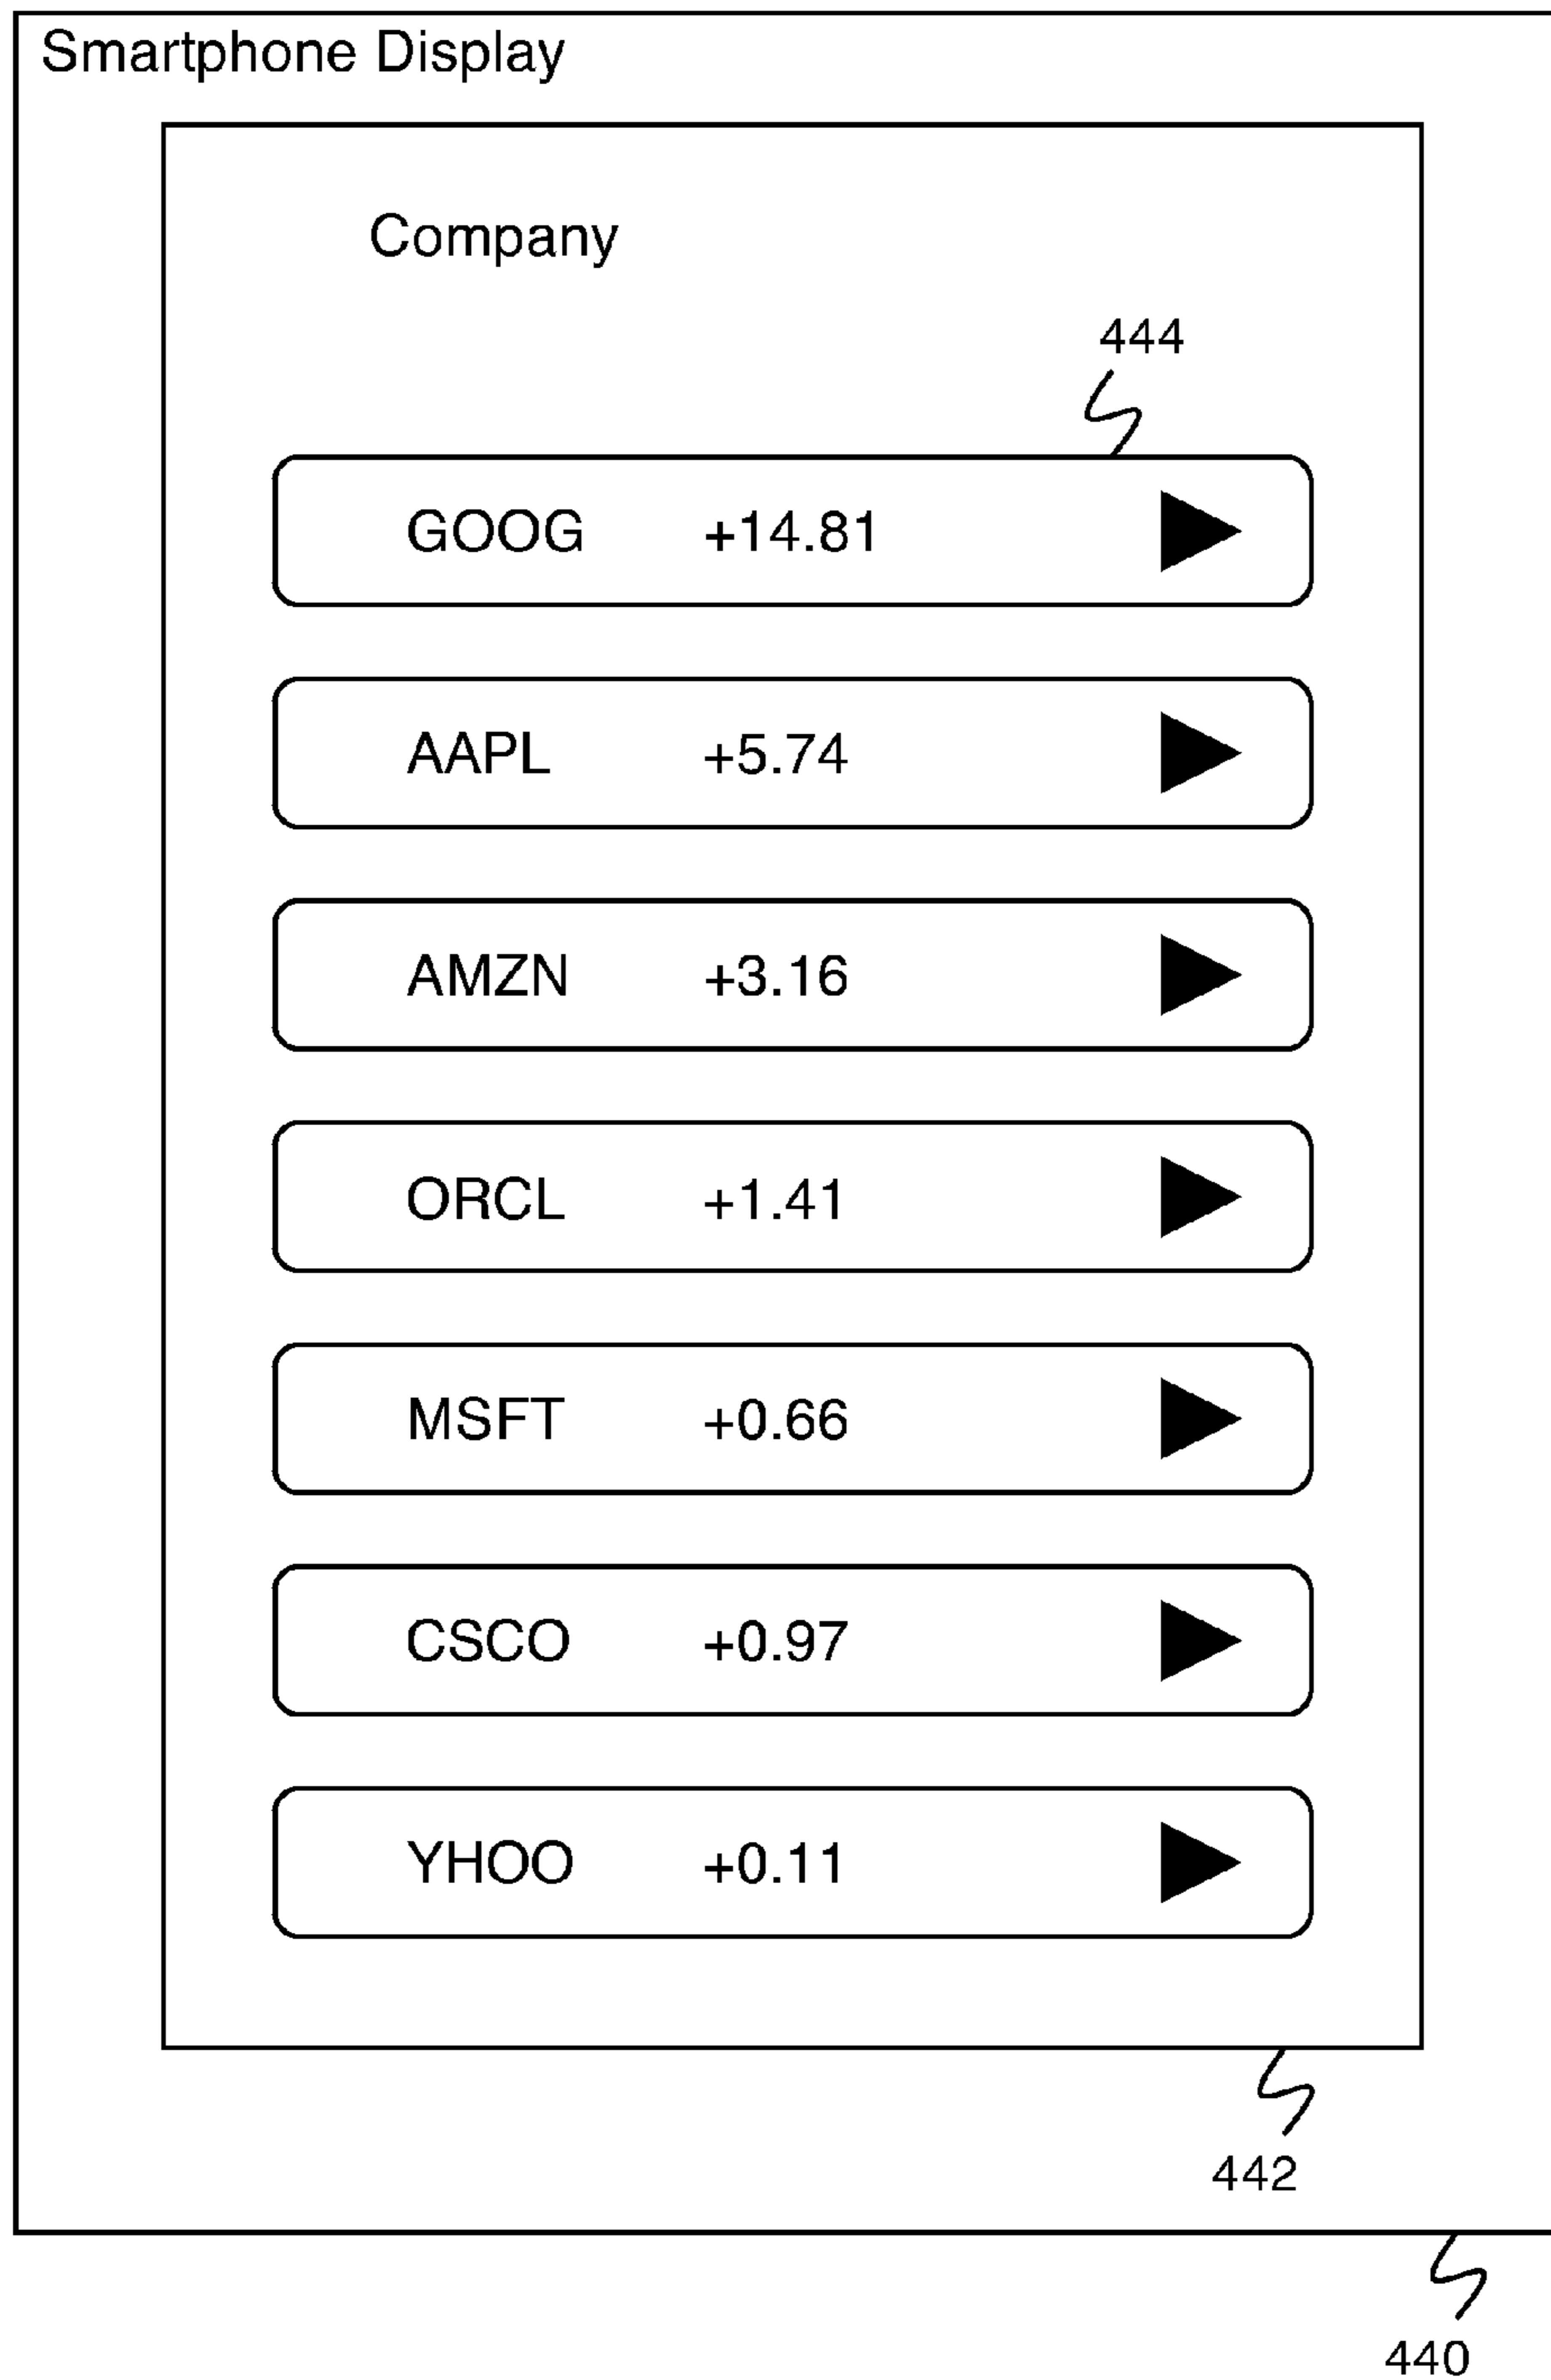 Smartphone Display
Company
444
GOOG +14.81
AAPL +5.74
AMZN +3.16
ORCL +1.41
MSFT +0.66
CSCO +0.97
YHOO +0.11
442
440